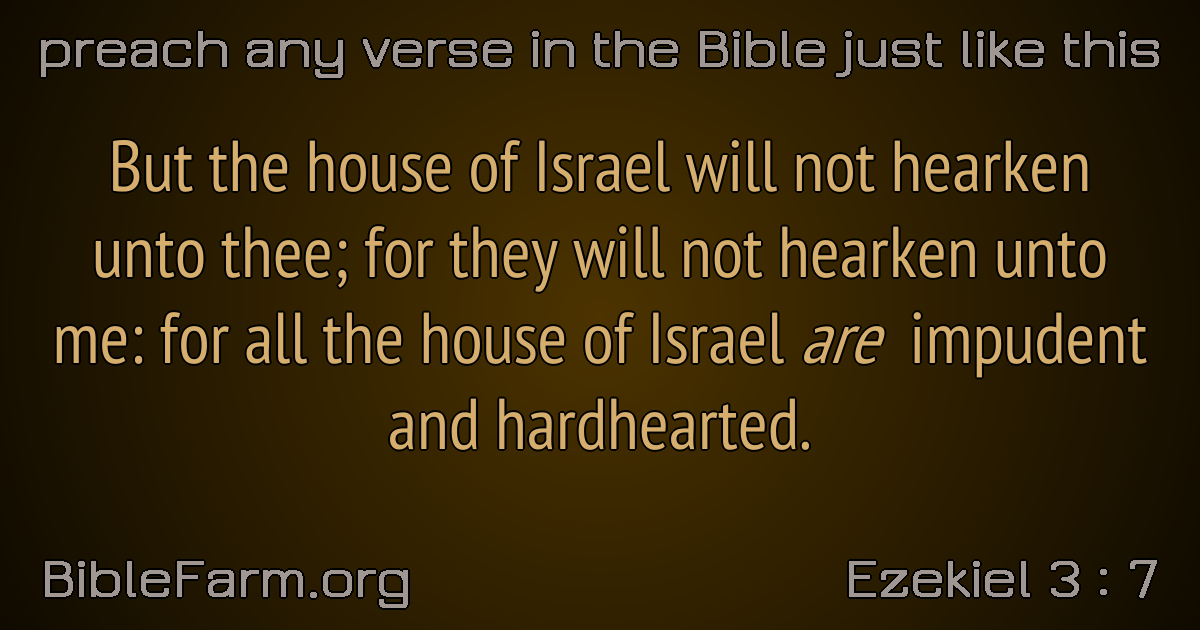 preach any verse in the Bible just like this
But the house of Israel will not hearken
unto thee; for they will not hearken unto
me: for all the house of Israel are impudent
and hardhearted.
BibleFarm.org
Ezekiel 3 : 7